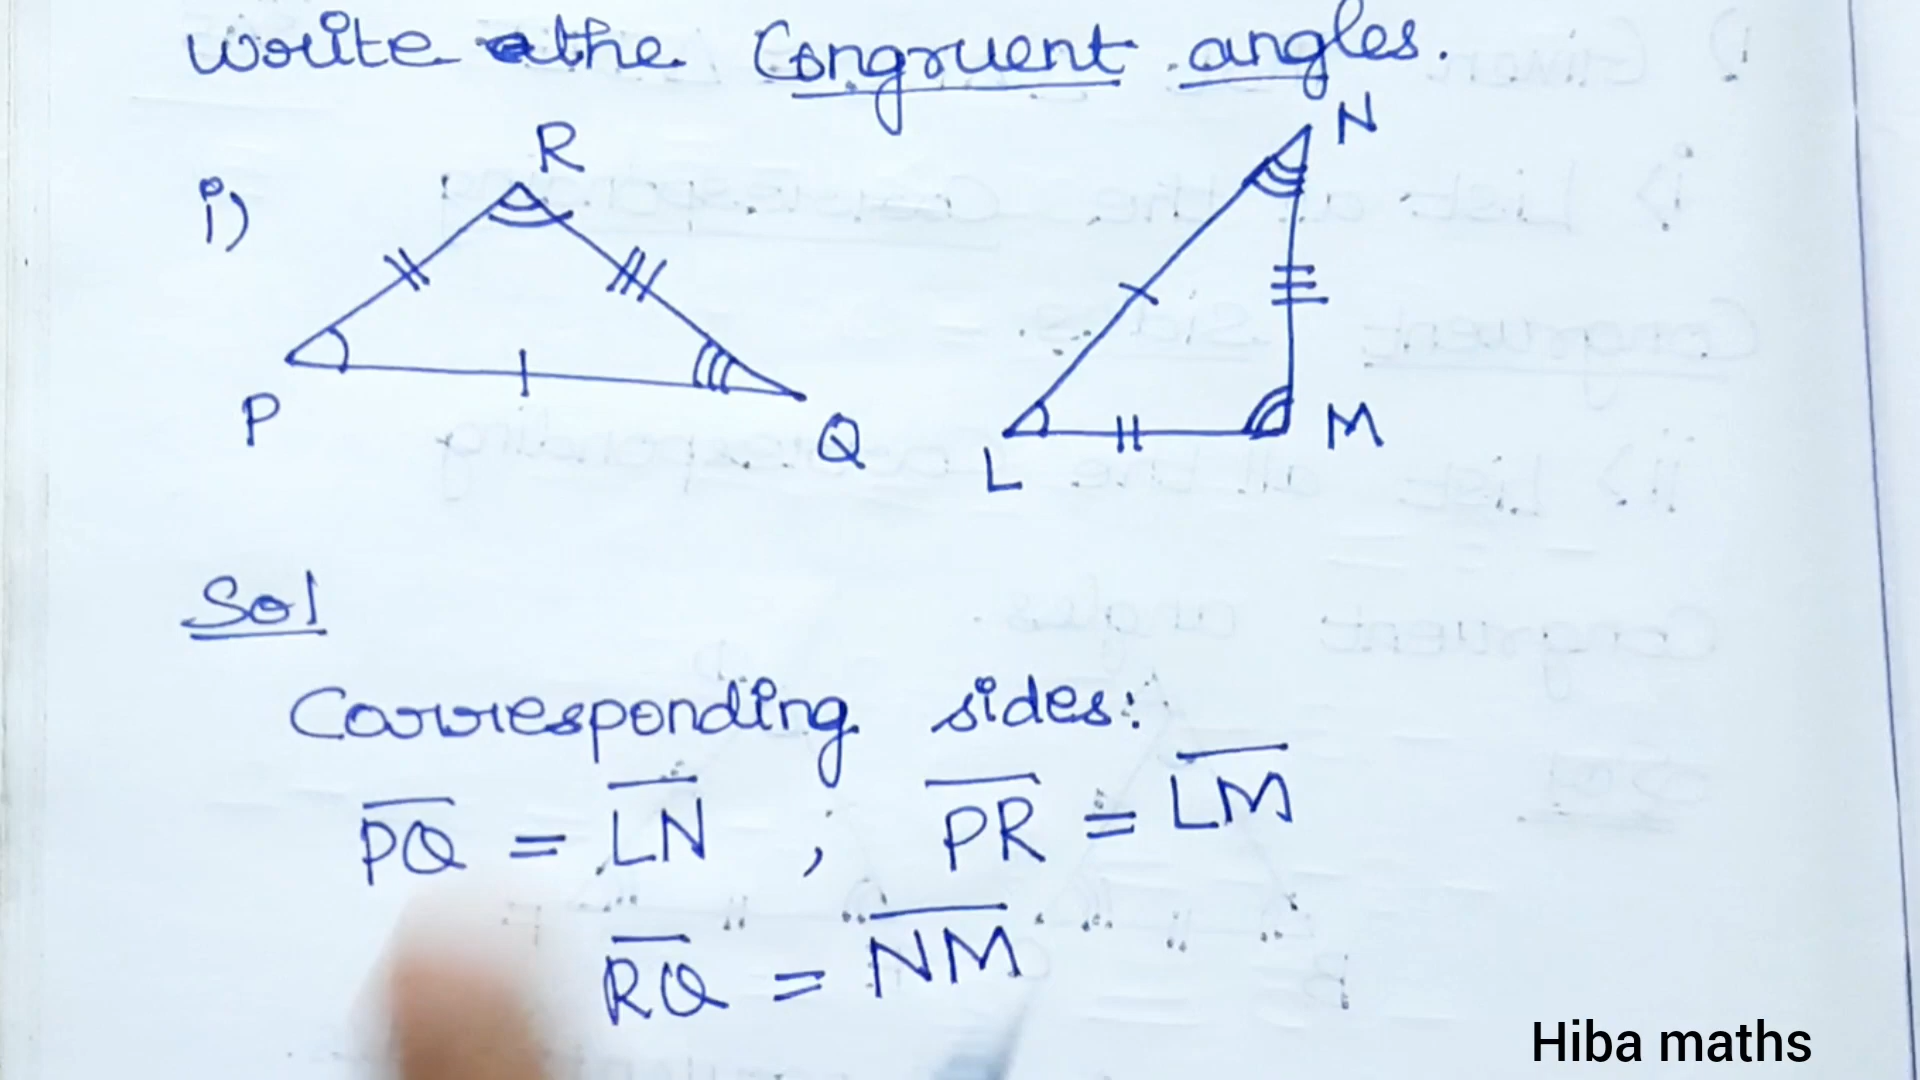 write the Congruent angles.
i)
R
N
P
Q
L
M
Sol
Corresponding sides:
PQ = LN ; PR = LM
RQ = NM
Hiba maths